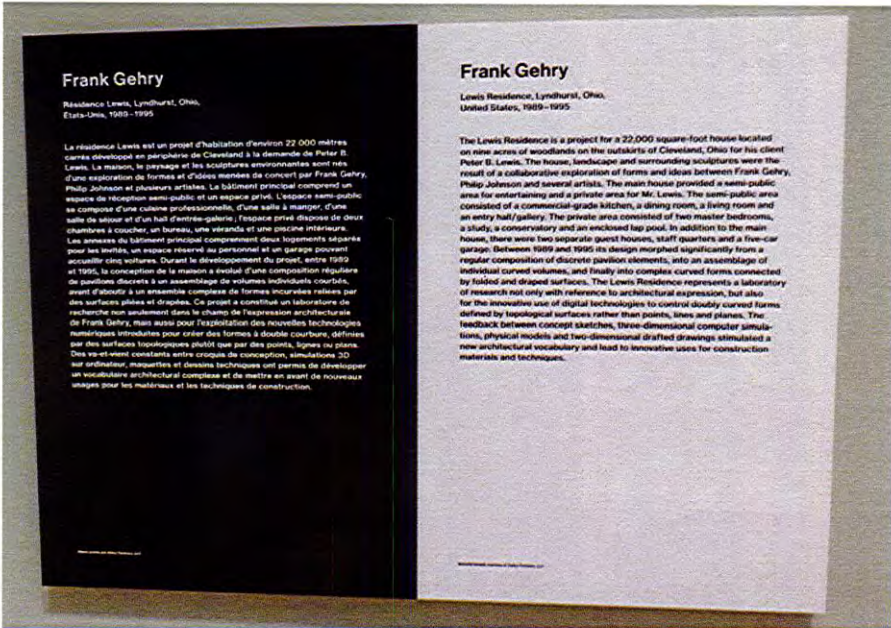 Frank Gehry
Résidence Lewis, Lyndhurst, Ohio,
États-Unis, 1989–1995
La résidence Lewis est un projet d'habitation d'environ 22 000 mètres
carrés développé en périphérie de Cleveland à la demande de Peter B.
Lewis. La maison, le paysage et les sculptures environnantes sont nés
d'une exploration de formes et d'idées menées de concert par Frank Gehry,
Philip Johnson et plusieurs artistes. Le bâtiment principal comprend un
espace de réception semi-public et un espace privé. L'espace semi-public
se compose d'une cuisine professionnelle, d'une salle à manger, d'une
salle de séjour et d'un hall d'entrée-galerie ; l'espace privé dispose de deux
chambres à coucher, un bureau, une véranda et une piscine intérieure.
Les annexes du bâtiment principal comprennent deux logements séparés
pour les invités, un espace réservé au personnel et un garage pouvant
accueillir cinq voitures. Durant le développement du projet, entre 1989
et 1995, la conception de la maison a évolué d'une composition régulière
de pavillons discrets à un assemblage de volumes individuels courbés,
avant d'aboutir à un ensemble complexe de formes incurvées reliées par
des surfaces pliées et drapées. Ce projet a constitué un laboratoire de
recherche non seulement dans le champ de l'expression architecturale
de Frank Gehry, mais aussi pour l'exploitation des nouvelles technologies
numériques introduites pour créer des formes à double courbure, définies
par des surfaces topologiques plutôt que par des points, lignes ou plans.
Des va-et-vient constants entre croquis de conception, simulations 3D
sur ordinateur, maquettes et dessins techniques ont permis de développer
un vocabulaire architectural complexe et de mettre en avant de nouveaux
usages pour les matériaux et les techniques de construction.
Frank Gehry
Lewis Residence, Lyndhurst, Ohio,
United States, 1989–1995
The Lewis Residence is a project for a 22,000 square-foot house located
on nine acres of woodlands on the outskirts of Cleveland, Ohio for his client
Peter B. Lewis. The house, landscape and surrounding sculptures were the
result of a collaborative exploration of forms and ideas between Frank Gehry,
Philip Johnson and several artists. The main house provided a semi-public
area for entertaining and a private area for Mr. Lewis. The semi-public area
consisted of a commercial-grade kitchen, a dining room, a living room and
an entry hall/gallery. The private area consisted of two master bedrooms,
a study, a conservatory and an enclosed lap pool. In addition to the main
house, there were two separate guest houses, staff quarters and a five-car
garage. Between 1989 and 1995 its design morphed significantly from a
regular composition of discrete pavilion elements, into an assemblage of
individual curved volumes, and finally into complex curved forms connected
by folded and draped surfaces. The Lewis Residence represents a laboratory
of research not only with reference to architectural expression, but also
for the innovative use of digital technologies to control doubly curved forms
defined by topological surfaces rather than points, lines and planes. The
feedback between concept sketches, three-dimensional computer simula-
tions, physical models and two-dimensional drafted drawings stimulated a
new architectural vocabulary and lead to innovative uses for construction
materials and techniques.